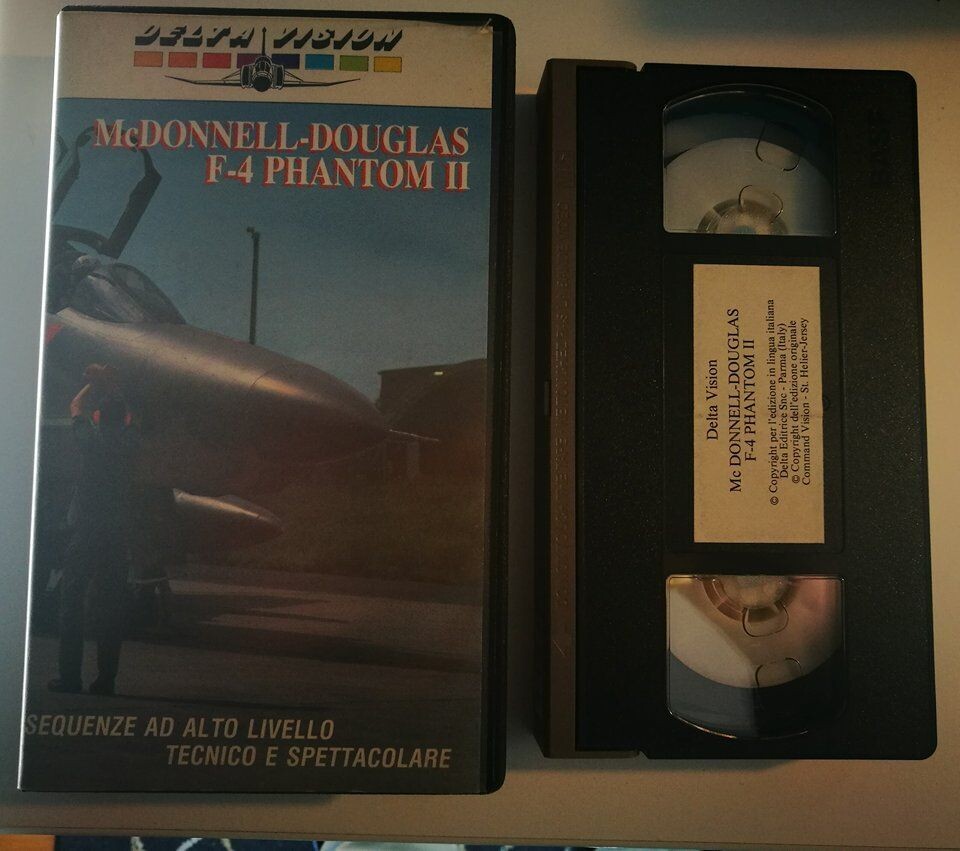 DELTA VISION
McDONNELL-DOUGLAS
F-4 PHANTOM II
SEQUENZE AD ALTO LIVELLO
TECNICO E SPETTACOLARE
Delta Vision
Mc DONNELL-DOUGLAS
F-4 PHANTOM II
© Copyright per l'edizione in lingua italiana
Delta Editrice Snc - Parma (Italy)
© Copyright dell'edizione originale
Command Vision - St. Helier-Jersey